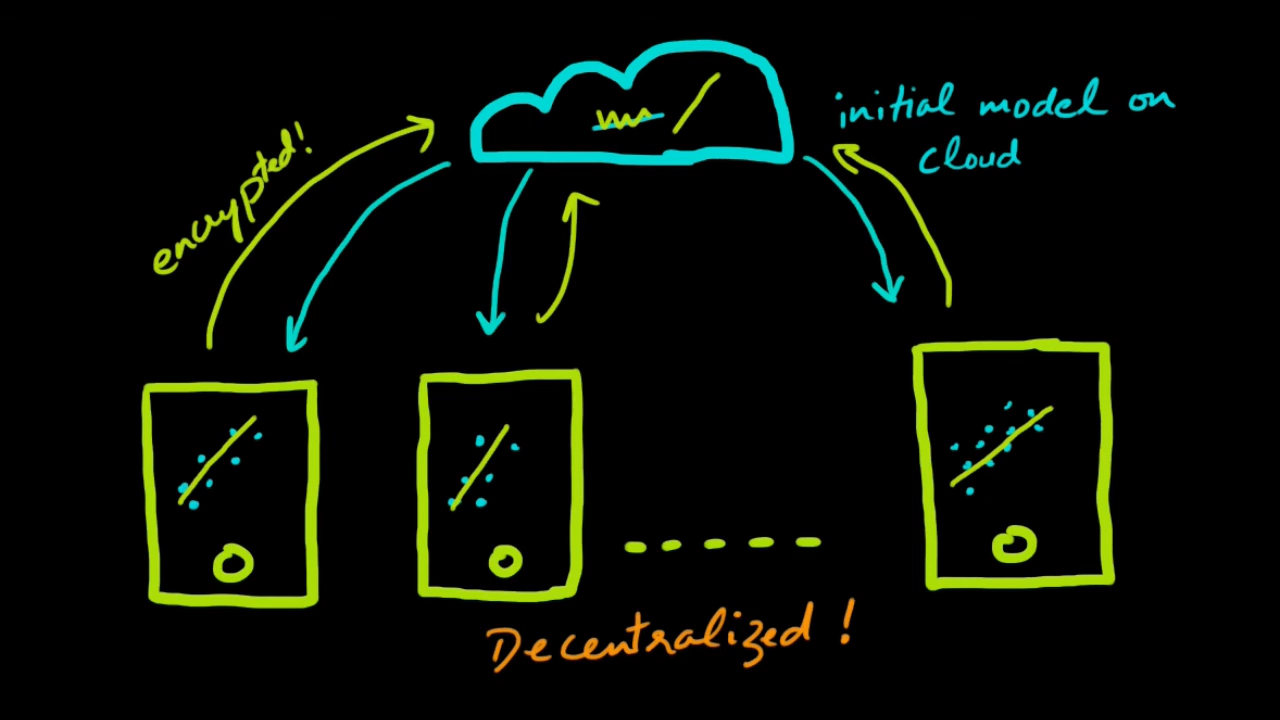 initial model on
cloud
encrypted!
Decentralized!